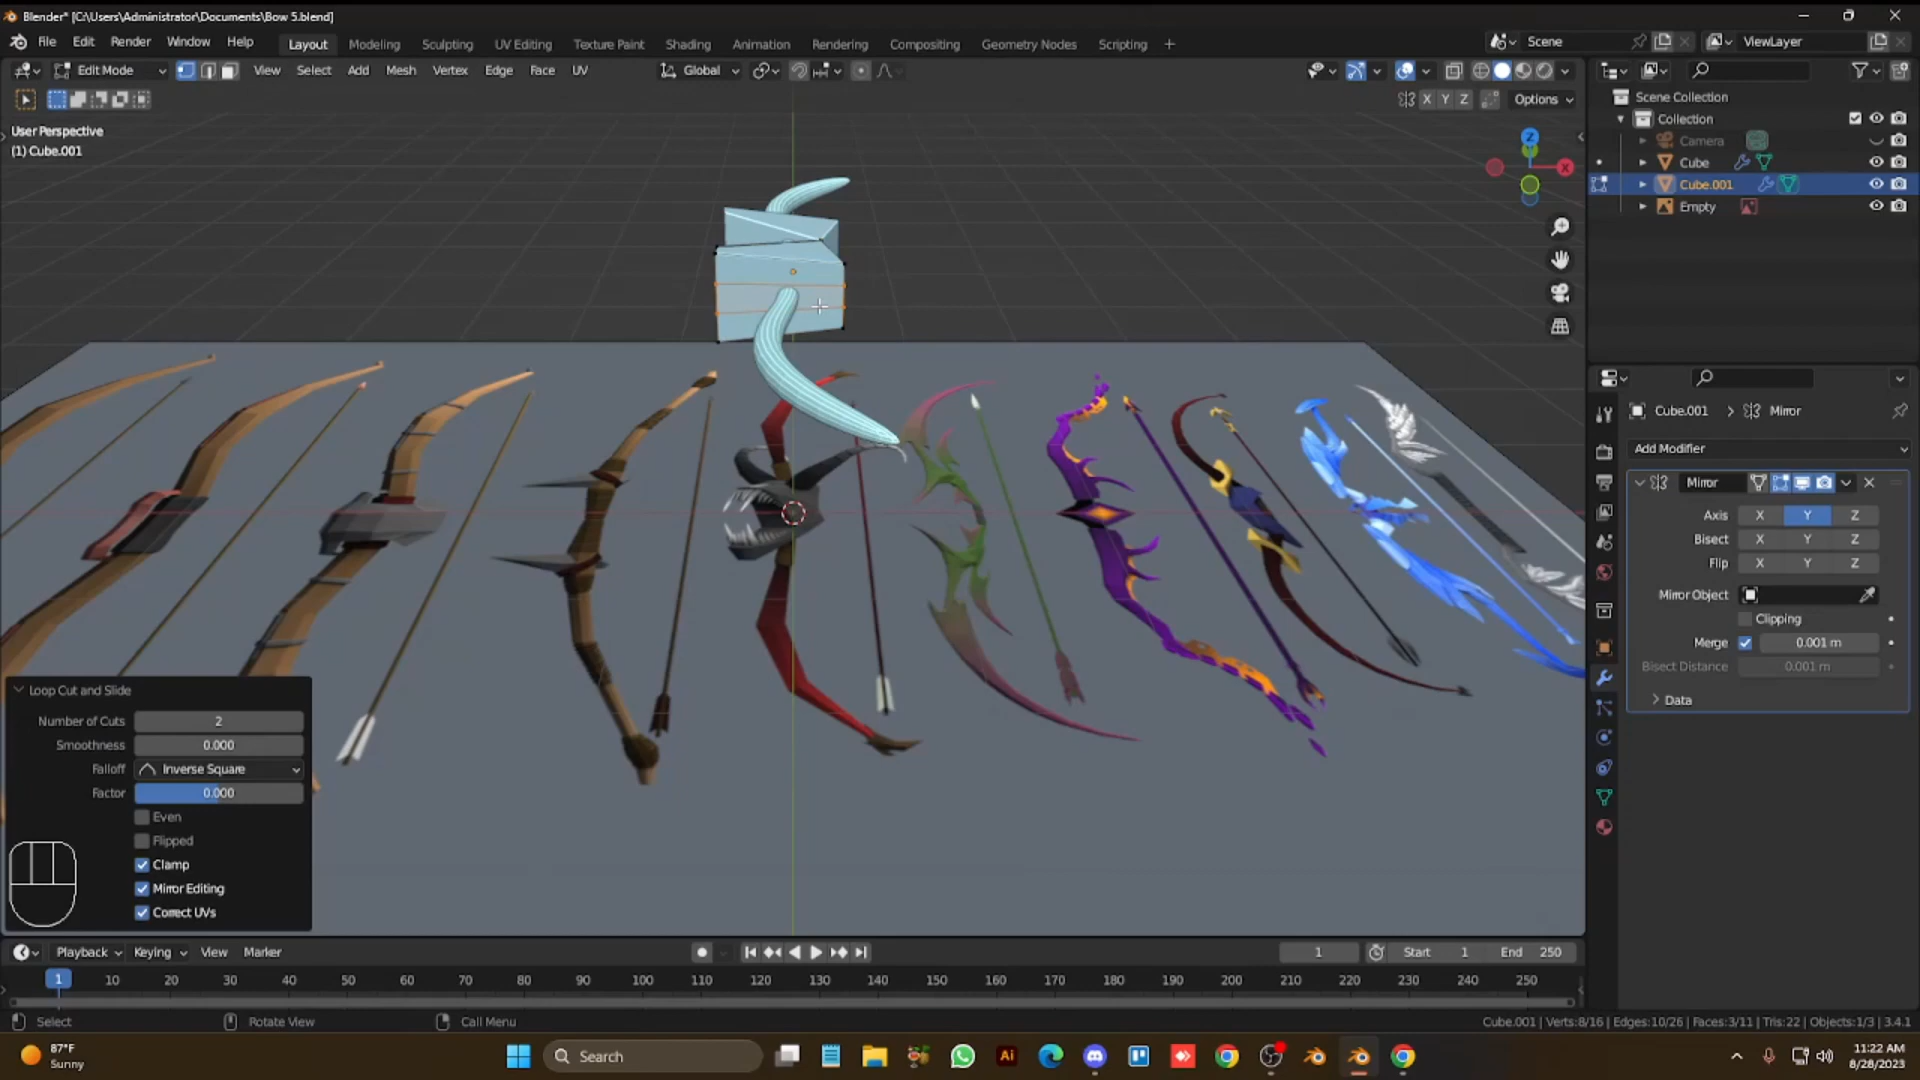 Blender* [C:\Users\Administrator\Documents\Bow 5.blend]
File Edit Render Window Help Layout Modeling Sculpting UV Editing Texture Paint Shading Animation Rendering Compositing Geometry Nodes Scripting + Scene ViewLayer
Edit Mode View Select Add Mesh Vertex Edge Face UV Global
X Y Z Options
User Perspective
(1) Cube.001
Z
X
Scene Collection
Collection
Camera
Cube
Cube.001
Empty
Cube.001 > Mirror
Add Modifier
Mirror
Axis X Y Z
Bisect X Y Z
Flip X Y Z
Mirror Object
Clipping
Merge 0.001 m
Bisect Distance 0.001 m
Data
Loop Cut and Slide
Number of Cuts 2
Smoothness 0.000
Falloff Inverse Square
Factor 0.000
Even
Flipped
Clamp
Mirror Editing
Correct UVs
Playback Keying View Marker 1 Start 1 End 250
1 10 20 30 40 50 60 70 80 90 100 110 120 130 140 150 160 170 180 190 200 210 220 230 240 250
Select Rotate View Call Menu Cube.001 | Verts:8/16 | Edges:10/26 | Faces:3/11 | Tris:22 | Objects:1/3 | 3.4.1
87°F
Sunny
Search
Ai
11:22 AM
8/28/2023